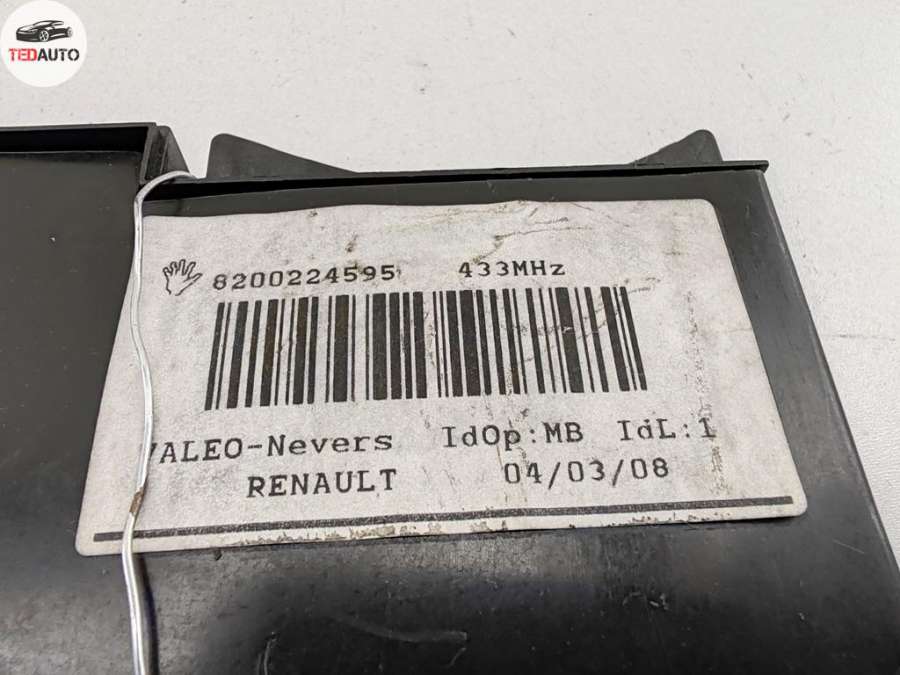 TEDAUTO
8200224595 433MHz
VALEO-Nevers IdOp:MB IdL:1
RENAULT 04/03/08